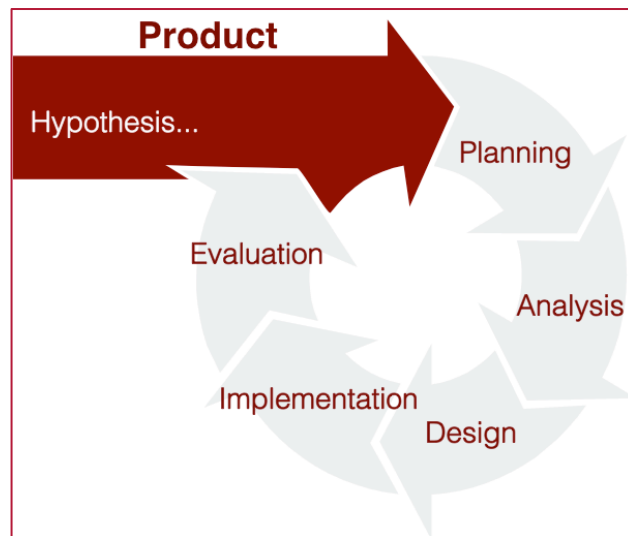 Product
Hypothesis...
Planning
Analysis
Design
Implementation
Evaluation